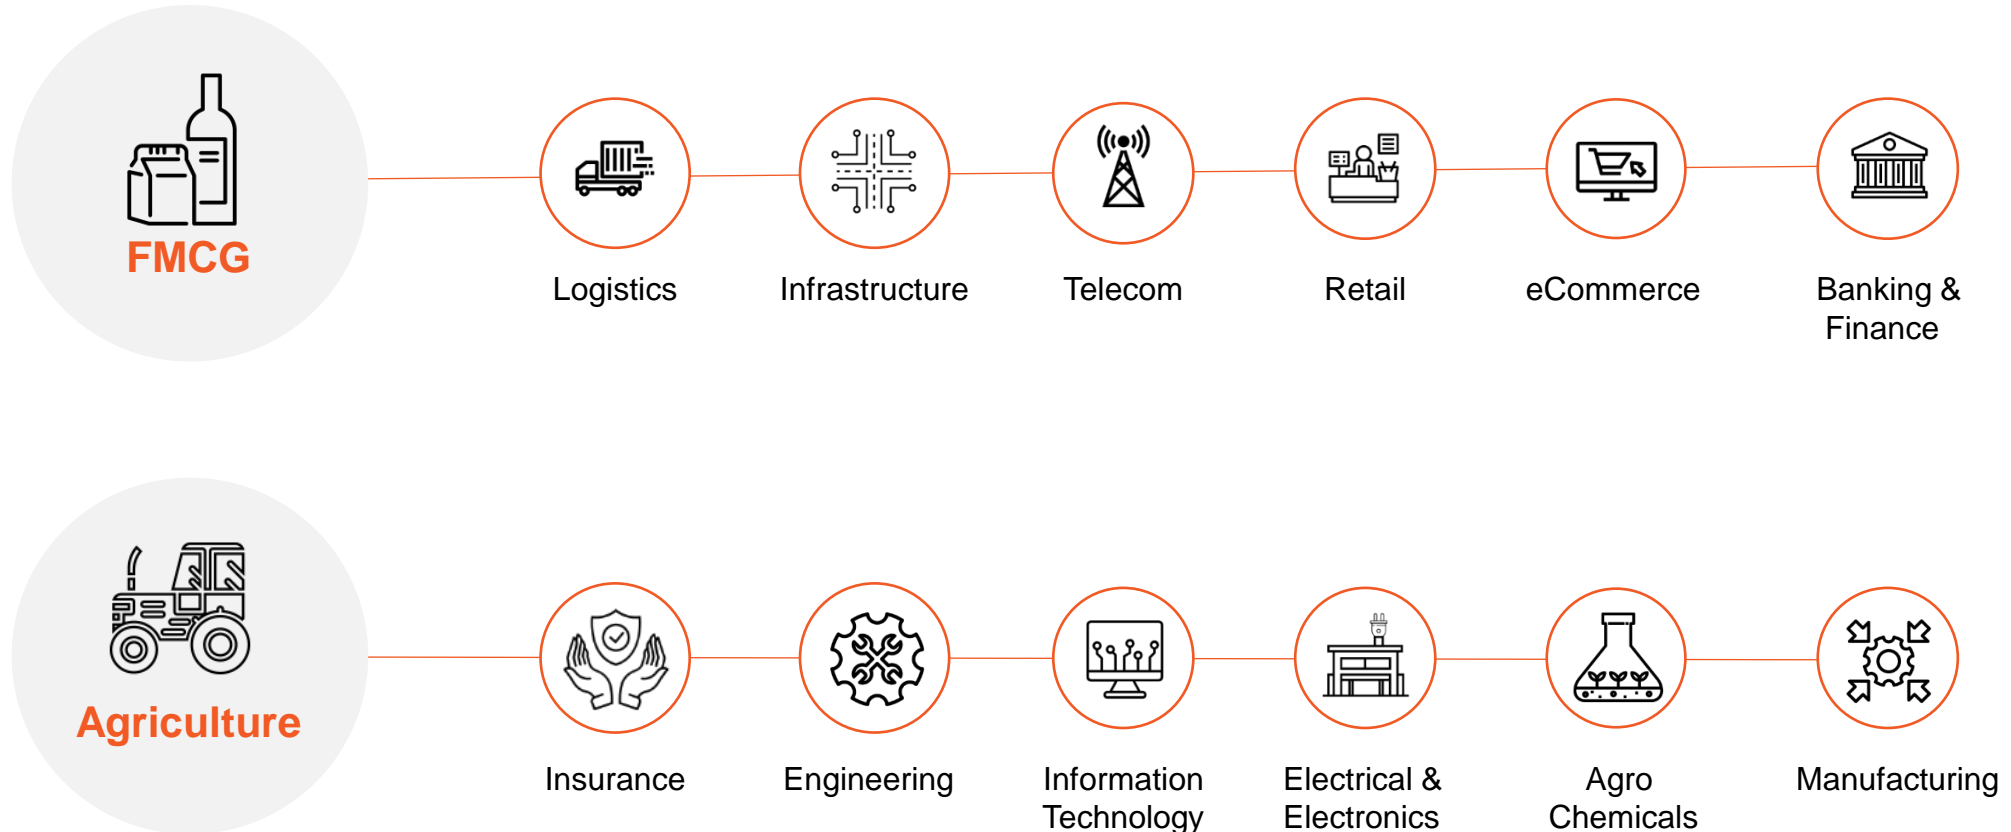 FMCG
Logistics
Infrastructure
Telecom
Retail
eCommerce
Banking &
Finance
Agriculture
Insurance
Engineering
Information
Technology
Electrical &
Electronics
Agro
Chemicals
Manufacturing